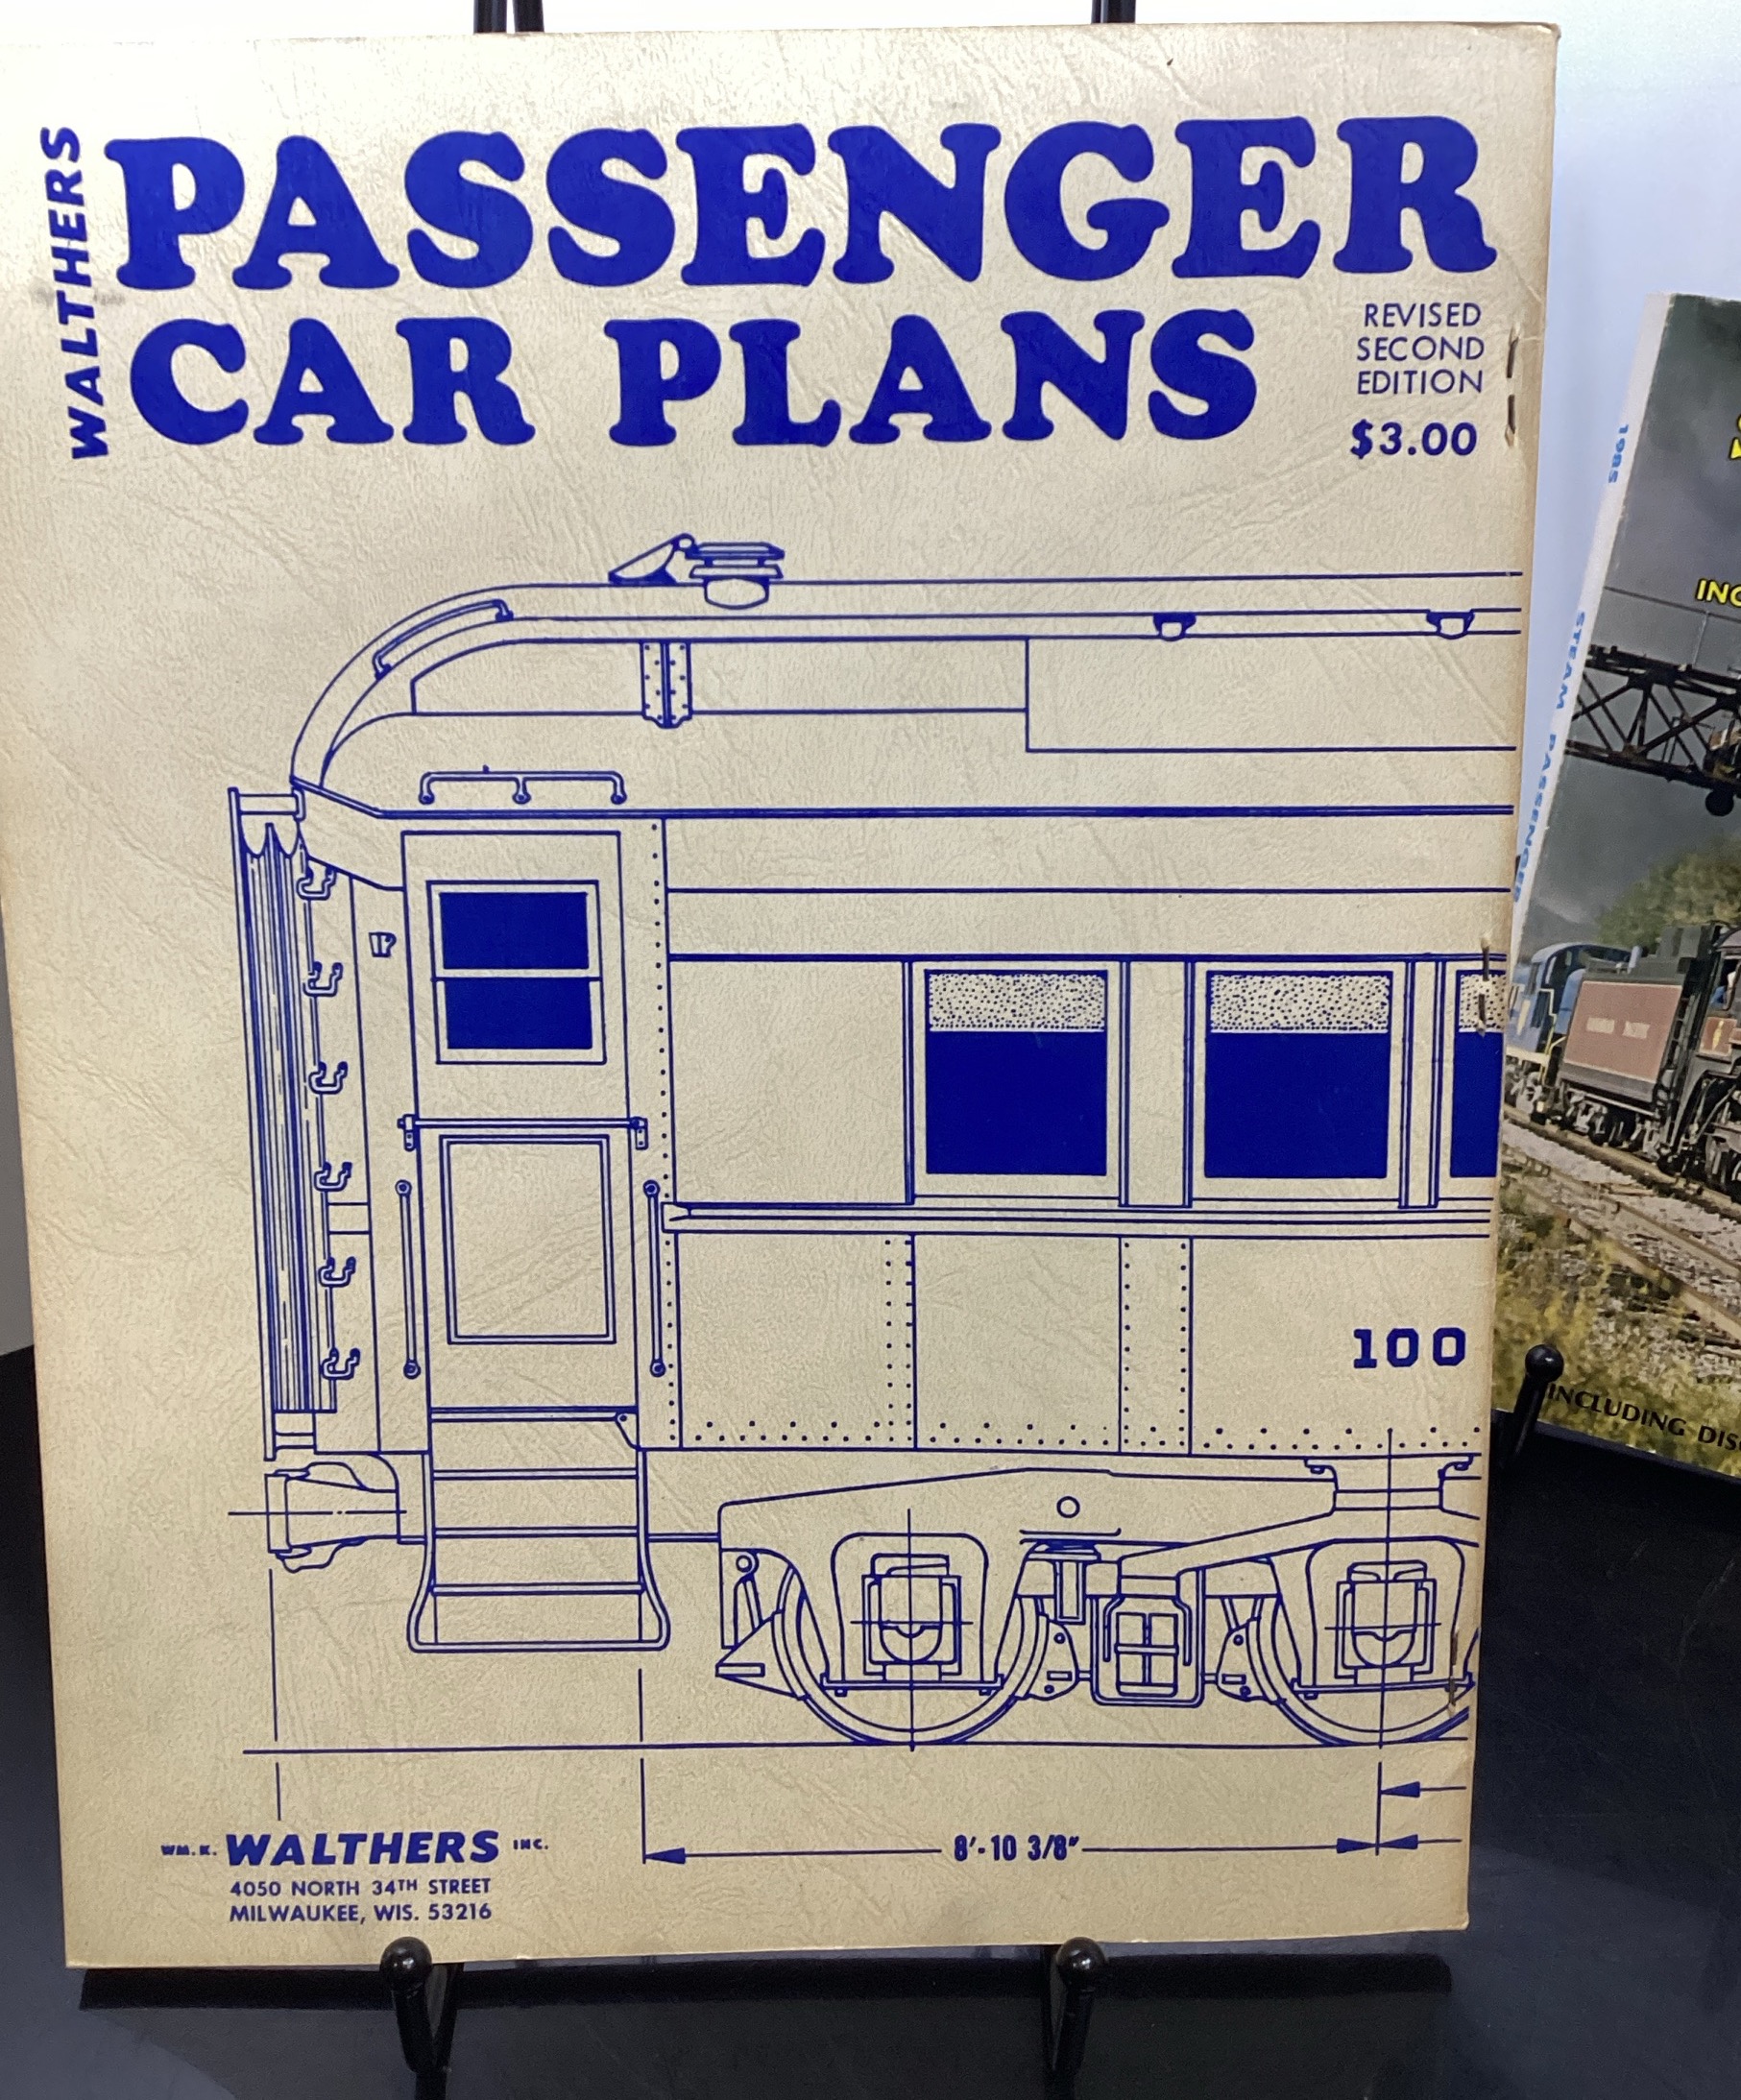 WALTHERS
PASSENGER
CAR PLANS
REVISED
SECOND
EDITION
$3.00
100
8'-10 3/8"
WM. K. WALTHERS INC.
4050 NORTH 34TH STREET
MILWAUKEE, WIS. 53216
1985
STEAM PASSENGER
INCLUDING